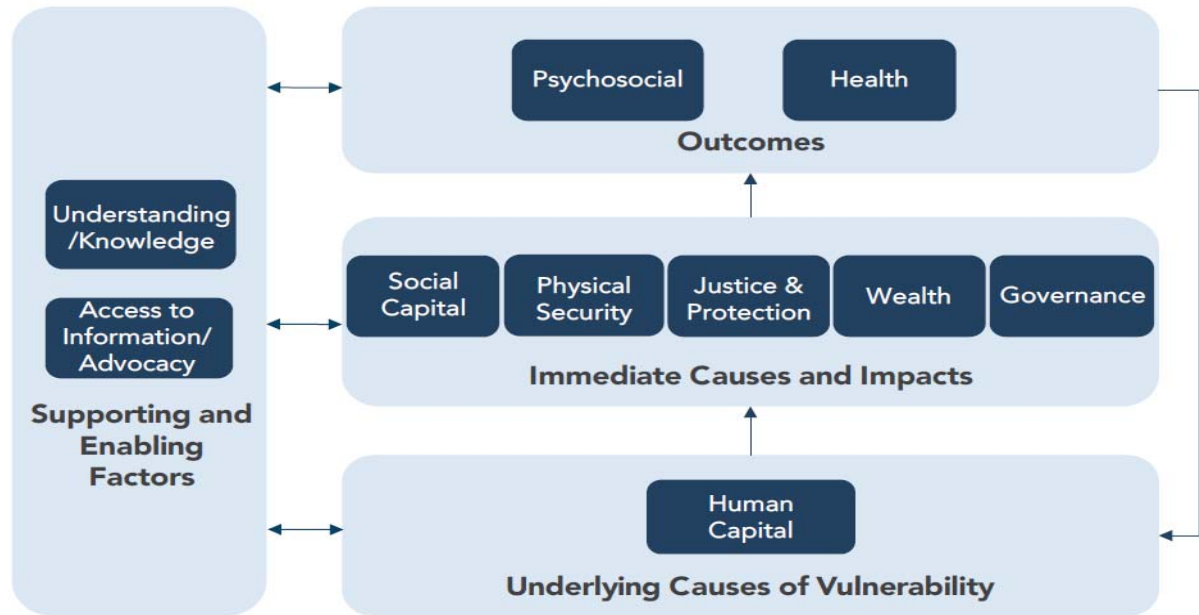 Psychosocial
Health
Outcomes
Understanding
/Knowledge
Access to
Information/
Advocacy
Supporting and
Enabling
Factors
Social
Capital
Physical
Security
Justice &
Protection
Wealth
Governance
Immediate Causes and Impacts
Human
Capital
Underlying Causes of Vulnerability